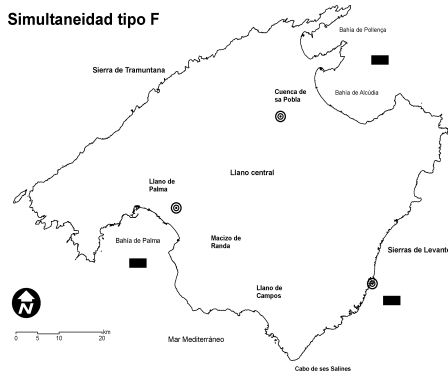 Simultaneidad tipo F
Bahía de Pollença
Sierra de Tramuntana
Cuenca de
sa Pobla
Bahía de Alcúdia
Llano central
Llano de
Palma
Bahía de Palma
Macizo de
Randa
Sierras de Levante
Llano de
Campos
N
km
0 5 10 20
Mar Mediterráneo
Cabo de ses Salines